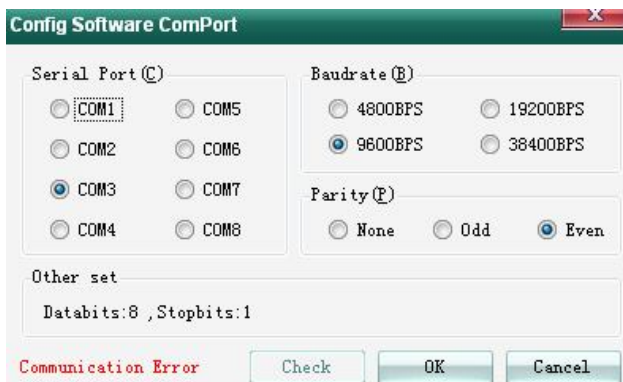 Config Software ComPort
Serial Port(C)
COM1 COM5
COM2 COM6
COM3 COM7
COM4 COM8
Baudrate(B)
4800BPS 19200BPS
9600BPS 38400BPS
Parity(P)
None Odd Even
Other set
Databits:8 ,Stopbits:1
Communication Error Check OK Cancel